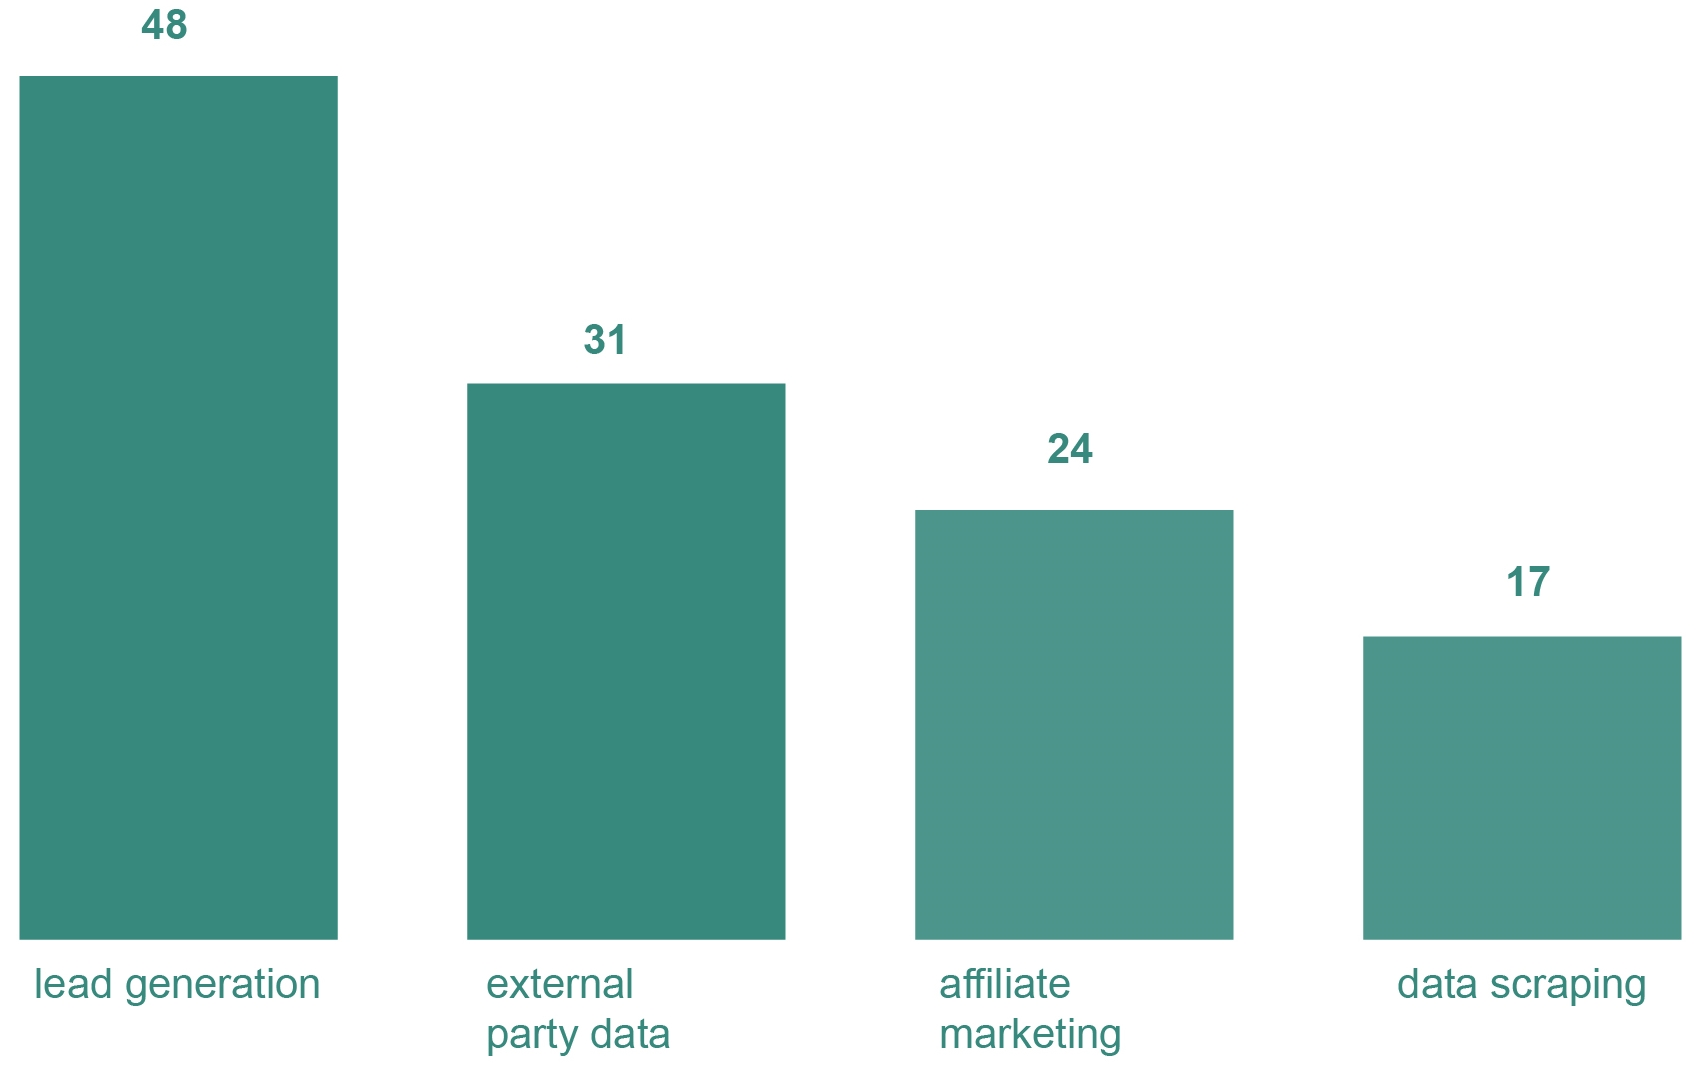 48
31
24
17
lead generation
external
party data
affiliate
marketing
data scraping